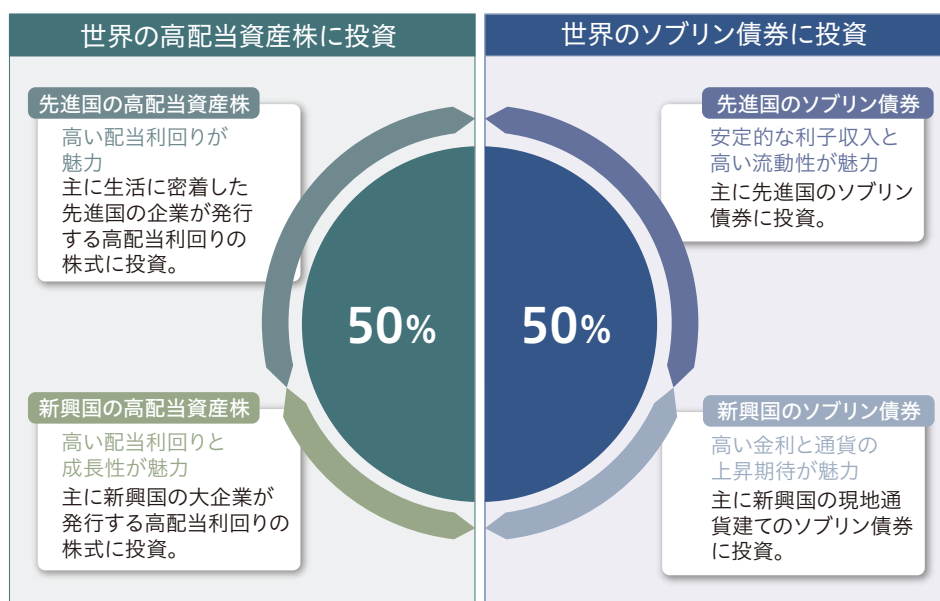 世界の高配当資産株に投資
先進国の高配当資産株
高い配当利回りが
魅力
主に生活に密着した
先進国の企業が発行
する高配当利回りの
株式に投資。
50%
新興国の高配当資産株
高い配当利回りと
成長性が魅力
主に新興国の大企業が
発行する高配当利回りの
株式に投資。
世界のソブリン債券に投資
先進国のソブリン債券
安定的な利子収入と
高い流動性が魅力
主に先進国のソブリン
債券に投資。
50%
新興国のソブリン債券
高い金利と通貨の
上昇期待が魅力
主に新興国の現地通
貨建てのソブリン債券
に投資。